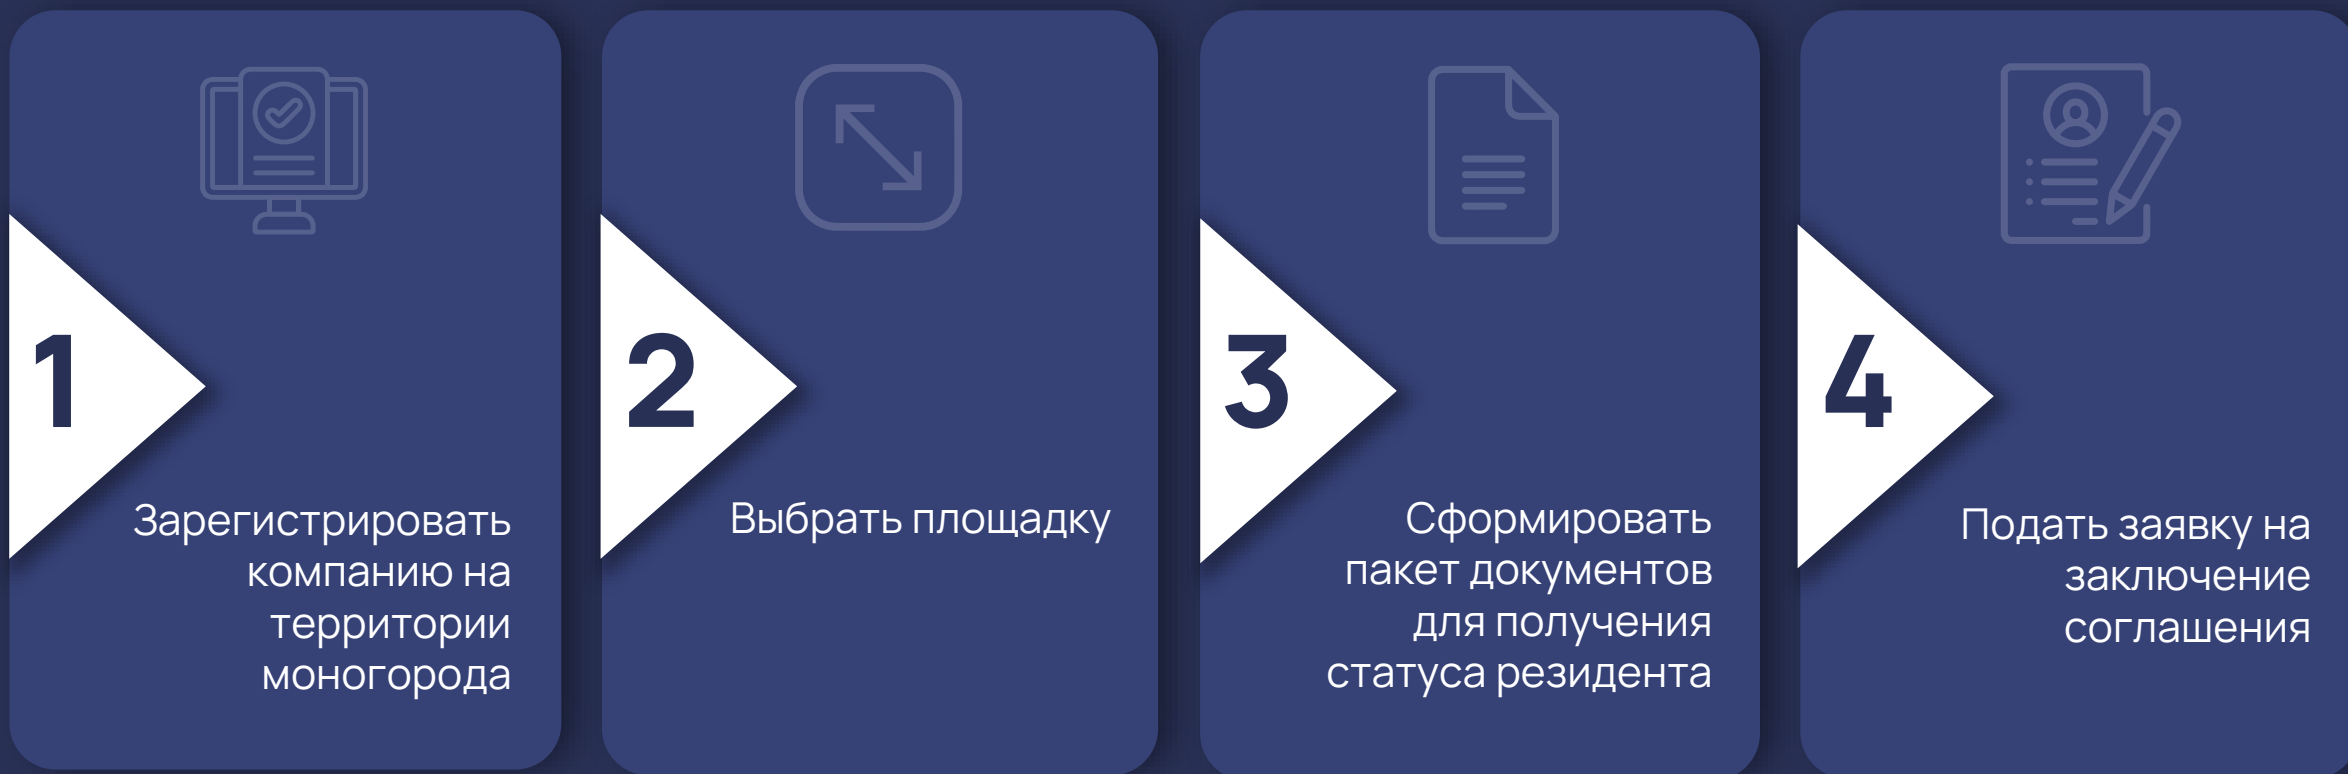 1
Зарегистрировать
компанию на
территории
моногорода
2
Выбрать площадку
3
Сформировать
пакет документов
для получения
статуса резидента
4
Подать заявку на
заключение
соглашения